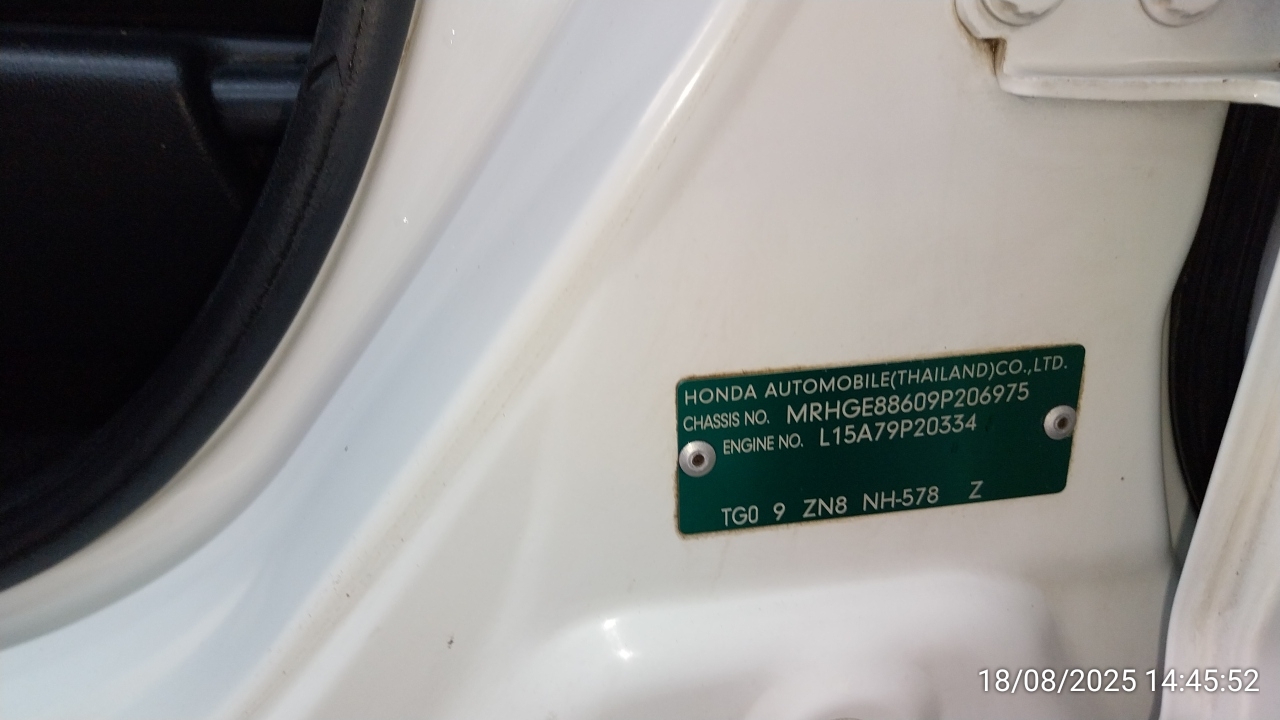 HONDA AUTOMOBILE(THAILAND)CO.,LTD.
CHASSIS NO. MRHGE88609P206975
ENGINE NO. L15A79P20334
TG0 9 ZN8 NH-578 Z
18/08/2025 14:45:52